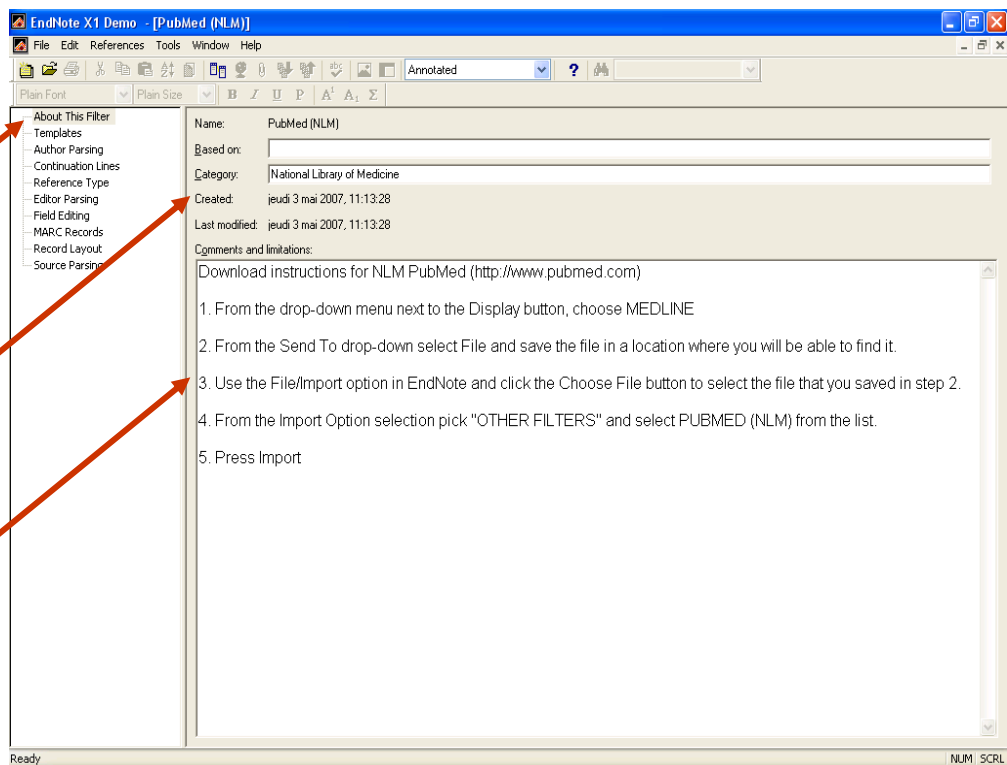 EndNote X1 Demo - [PubMed (NLM)]
File Edit References Tools Window Help
Annotated
Plain Font Plain Size B I U P A¹ A₁ Σ
About This Filter
Templates
Author Parsing
Continuation Lines
Reference Type
Editor Parsing
Field Editing
MARC Records
Record Layout
Source Parsing
Name: PubMed (NLM)
Based on:
Category: National Library of Medicine
Created: jeudi 3 mai 2007, 11:13:28
Last modified: jeudi 3 mai 2007, 11:13:28
Comments and limitations:
Download instructions for NLM PubMed (http://www.pubmed.com)
1. From the drop-down menu next to the Display button, choose MEDLINE
2. From the Send To drop-down select File and save the file in a location where you will be able to find it.
3. Use the File/Import option in EndNote and click the Choose File button to select the file that you saved in step 2.
4. From the Import Option selection pick "OTHER FILTERS" and select PUBMED (NLM) from the list.
5. Press Import
Ready NUM SCRL